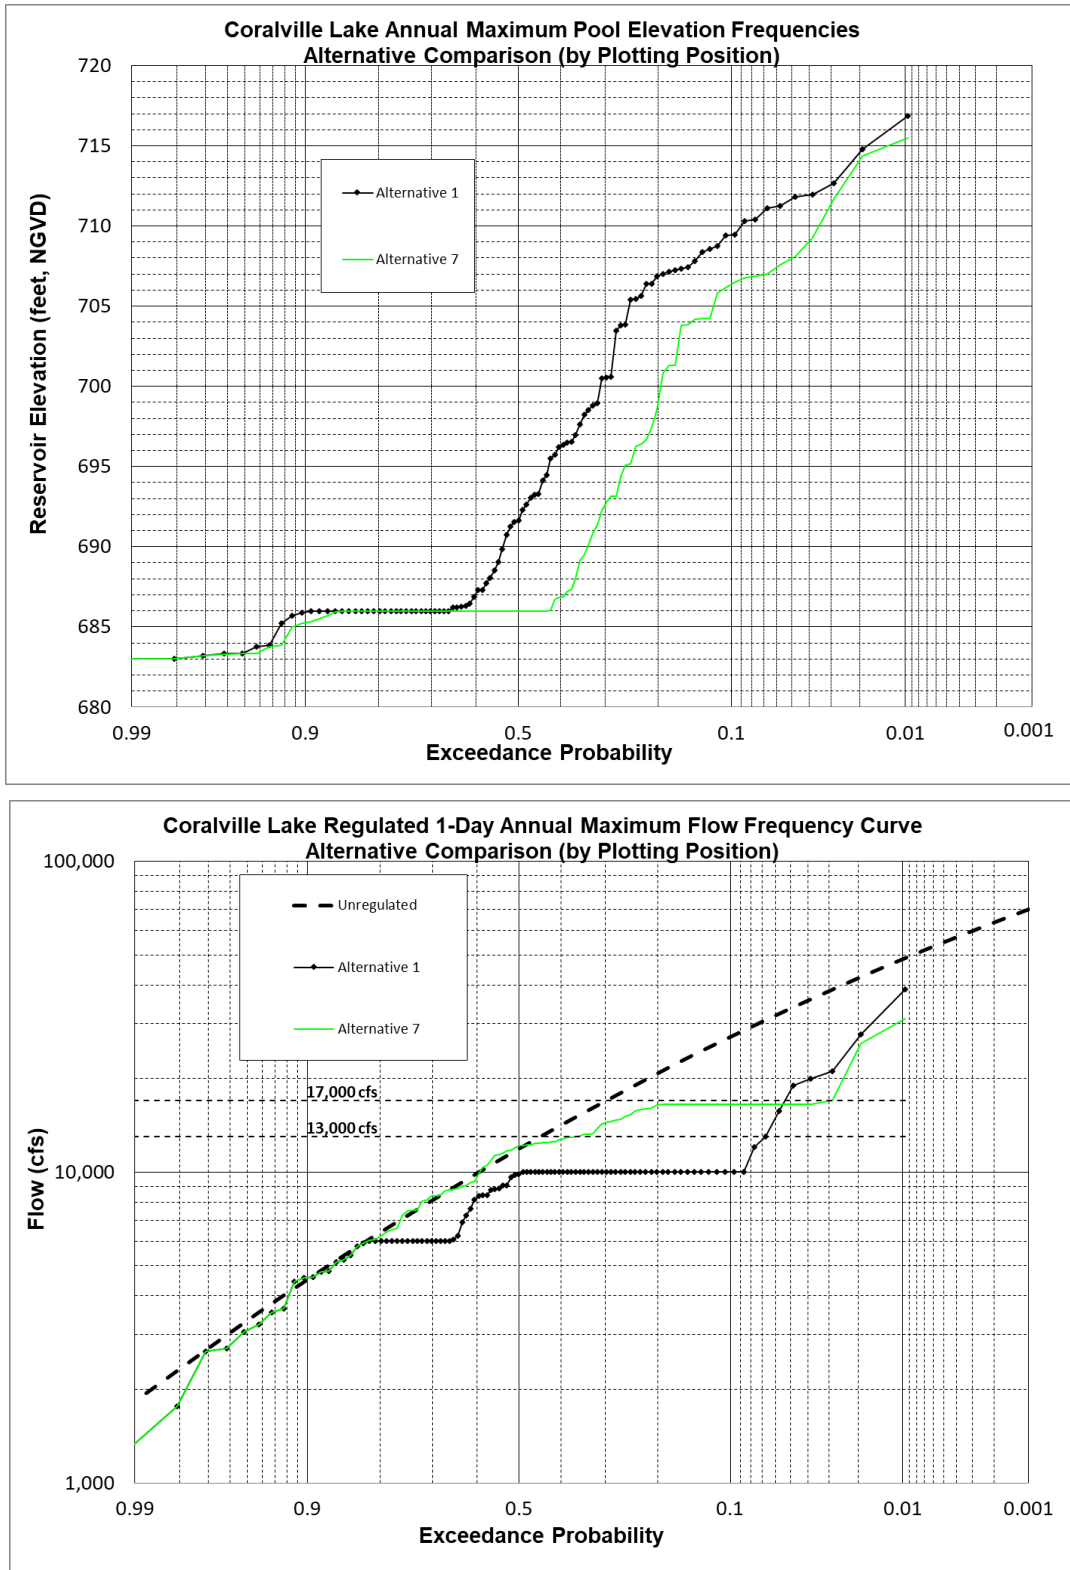 Coralville Lake Annual Maximum Pool Elevation Frequencies
Alternative Comparison (by Plotting Position)
720
715
710
705
700
695
690
685
680
Reservoir Elevation (feet, NGVD)
Alternative 1
Alternative 7
0.99
0.9
0.5
0.1
0.01
0.001
Exceedance Probability
Coralville Lake Regulated 1-Day Annual Maximum Flow Frequency Curve
Alternative Comparison (by Plotting Position)
100,000
10,000
1,000
Flow (cfs)
Unregulated
Alternative 1
Alternative 7
17,000 cfs
13,000 cfs
0.99
0.9
0.5
0.1
0.01
0.001
Exceedance Probability